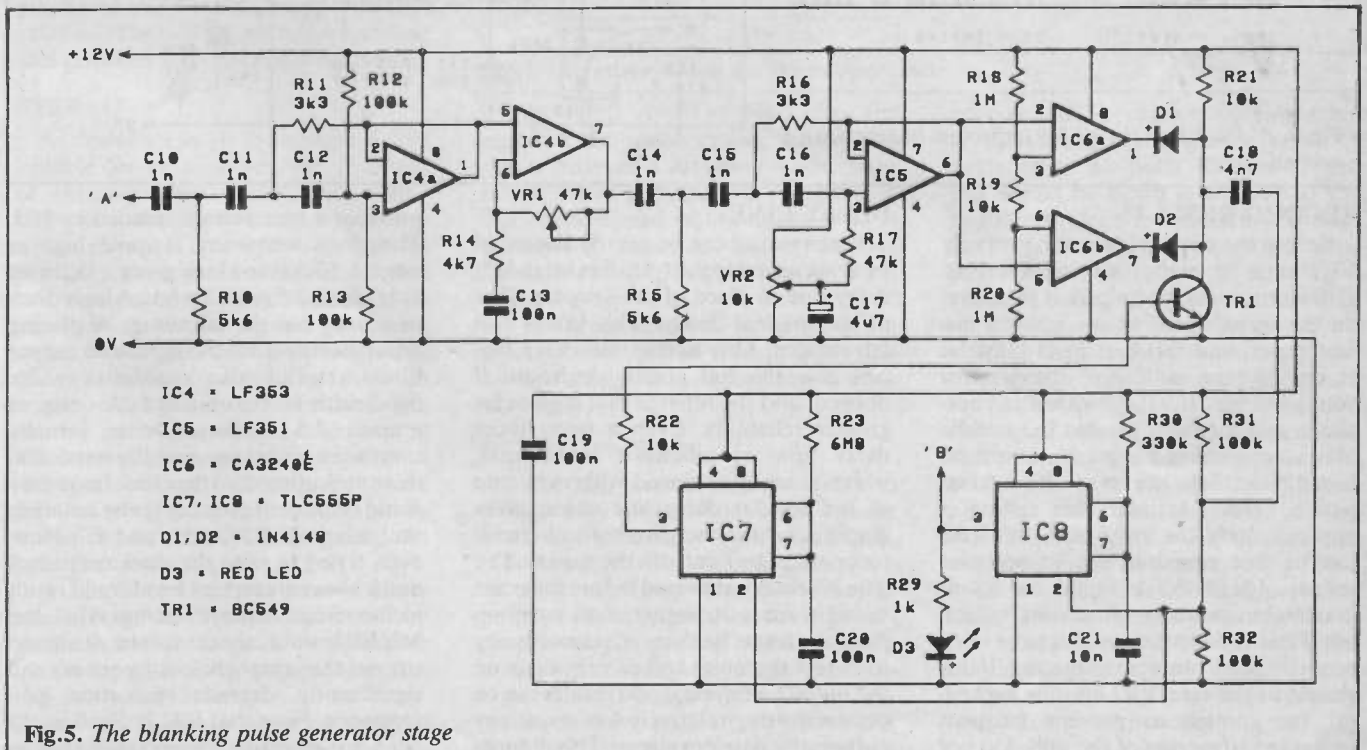 +12V
R11
3k3
R12
100k
C10
1n
C11
1n
C12
1n
'A'
2
3
8
1
IC4a
4
R10
5k6
R13
100k
0V
5
6
7
IC4b
VR1 47k
R14
4k7
C13
100n
C14
1n
C15
1n
C16
1n
R15
5k6
R16
3k3
2
3
7
6
IC5
4
R17
47k
VR2
10k
C17
4u7
R18
1M
R19
10k
R20
1M
2
3
8
1
IC6a
6
5
7
IC6b
4
D1
D2
R21
10k
C18
4n7
TR1
IC4 = LF353
IC5 = LF351
IC6 = CA3240E
IC7,IC8 = TLC555P
D1,D2 = 1N4148
D3 = RED LED
TR1 = BC549
C19
100n
R22
10k
R23
6M8
4 8
3
6
7
IC7
1 2
C20
100n
'B'
R29
1k
D3
4 8
3
6
7
IC8
1 2
R30
330k
R31
100k
C21
10n
R32
100k
Fig.5. The blanking pulse generator stage